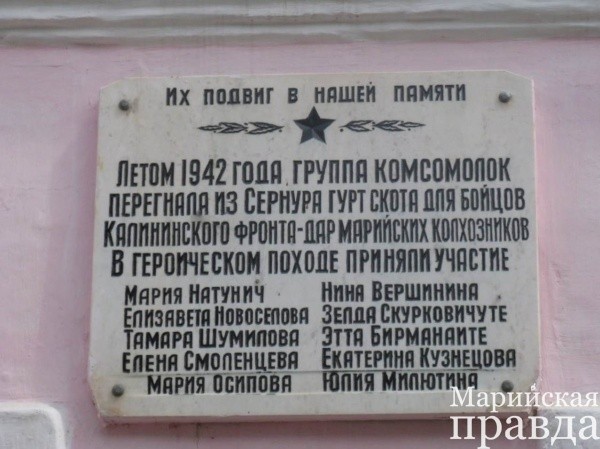 Их подвиг в нашей памяти
Летом 1942 года группа комсомолок
перегнала из Сернура гурт скота для бойцов
Калининского фронта-дар марийских колхозников
В героическом походе приняли участие
Мария Натунич Нина Вершинина
Елизавета Новоселова Зелда Скурковичуте
Тамара Шумилова Этта Бирманайте
Елена Смоленцева Екатерина Кузнецова
Мария Осипова Юлия Милютина
Марийская
правда